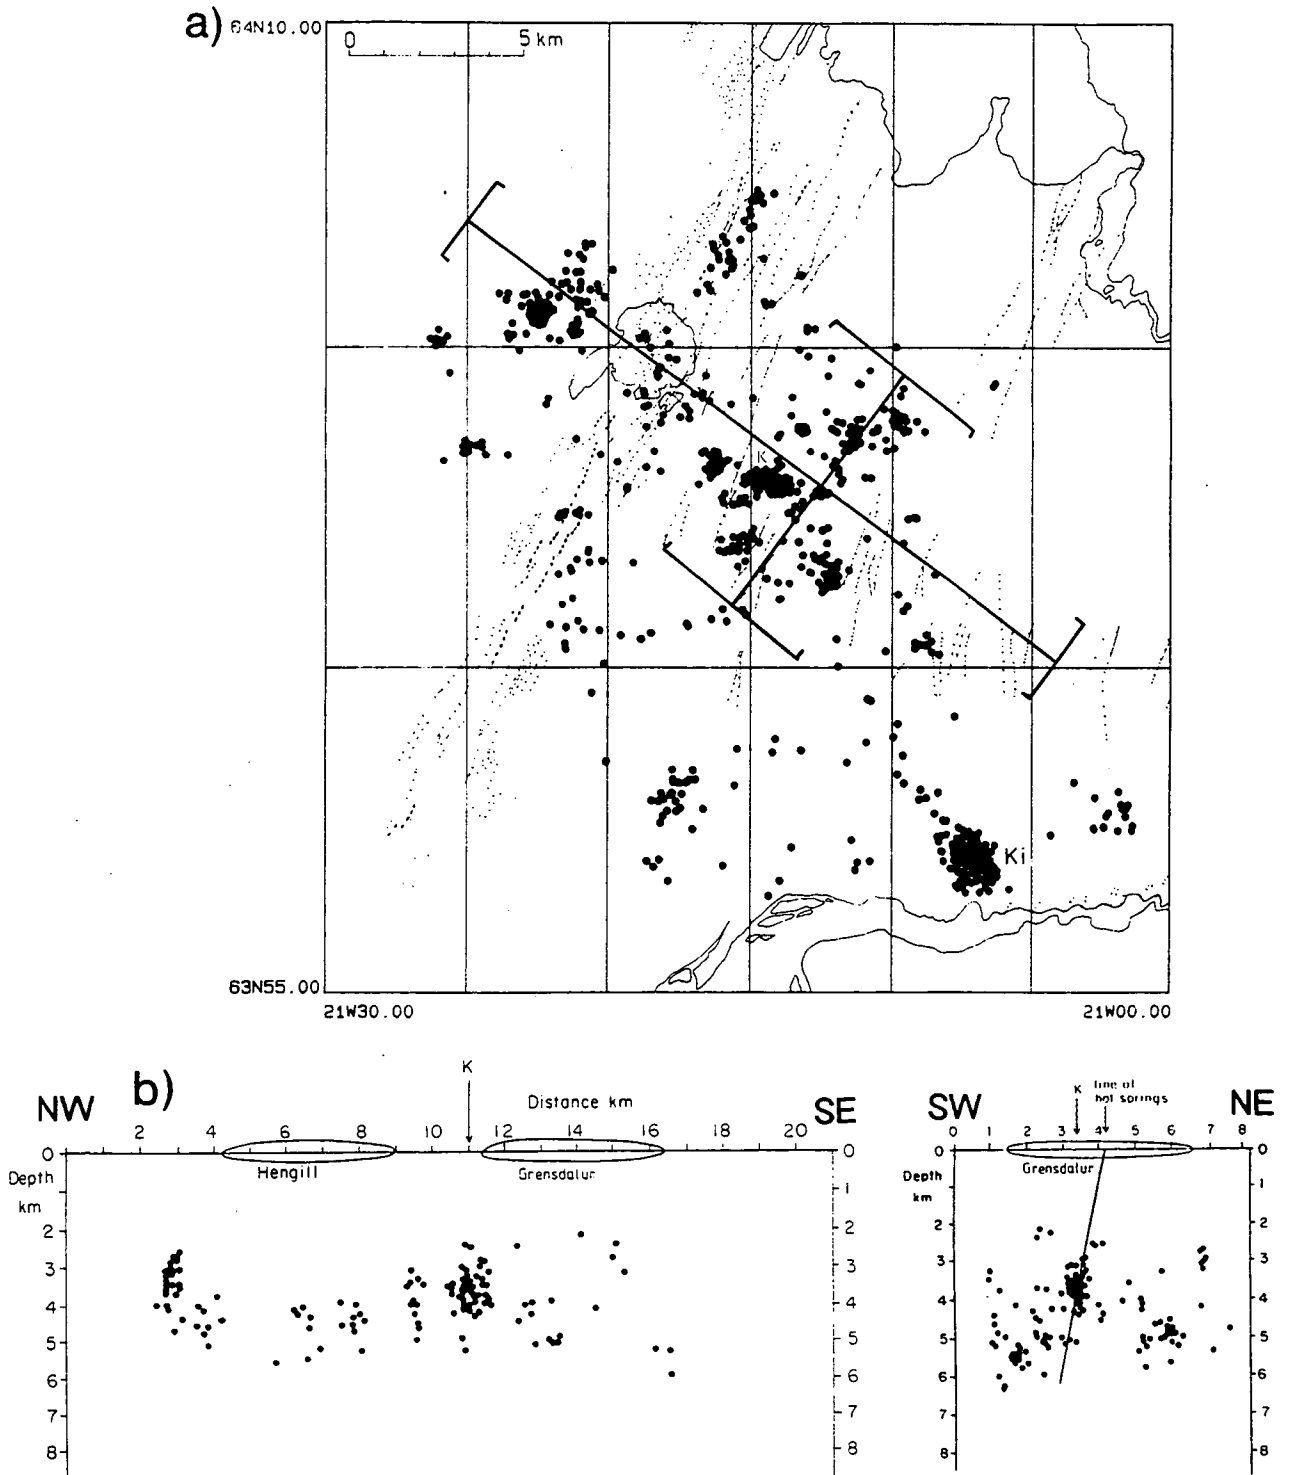 a)
64N10.00
0 5 km
K
Ki
63N55.00
21W30.00 21W00.00
b)
K
NW Distance km SE
2 4 6 8 10 12 14 16 18 20
0 0
Hengill Grensdalur
Depth
km
1
2 2
3 3
4 4
5 5
6 6
7 7
8 8
K line of
hot springs
SW NE
0 1 2 3 4 5 6 7 8
0 0
Grensdalur
Depth
km
1
2 2
3 3
4 4
5 5
6 6
7 7
8 8